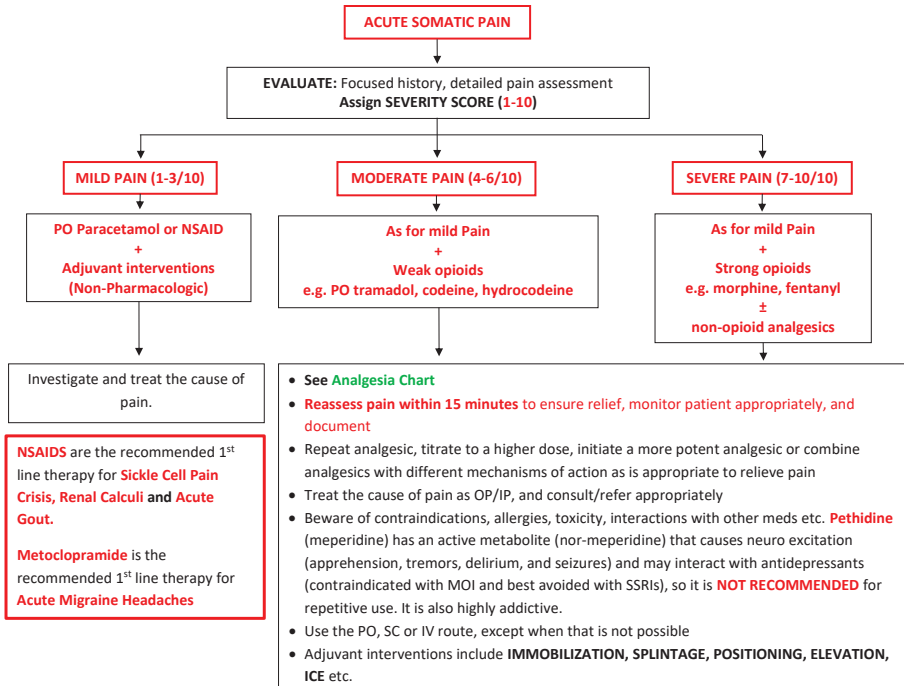 ACUTE SOMATIC PAIN
EVALUATE: Focused history, detailed pain assessment
Assign SEVERITY SCORE (1-10)
MILD PAIN (1-3/10)
MODERATE PAIN (4-6/10)
SEVERE PAIN (7-10/10)
PO Paracetamol or NSAID
+
Adjuvant interventions
(Non-Pharmacologic)
As for mild Pain
+
Weak opioids
e.g. PO tramadol, codeine, hydrocodeine
As for mild Pain
+
Strong opioids
e.g. morphine, fentanyl
±
non-opioid analgesics
Investigate and treat the cause of
pain.
NSAIDS are the recommended 1st
line therapy for Sickle Cell Pain
Crisis, Renal Calculi and Acute
Gout.
Metoclopramide is the
recommended 1st line therapy for
Acute Migraine Headaches
• See Analgesia Chart
• Reassess pain within 15 minutes to ensure relief, monitor patient appropriately, and
document
• Repeat analgesic, titrate to a higher dose, initiate a more potent analgesic or combine
analgesics with different mechanisms of action as is appropriate to relieve pain
• Treat the cause of pain as OP/IP, and consult/refer appropriately
• Beware of contraindications, allergies, toxicity, interactions with other meds etc. Pethidine
(meperidine) has an active metabolite (nor-meperidine) that causes neuro excitation
(apprehension, tremors, delirium, and seizures) and may interact with antidepressants
(contraindicated with MOI and best avoided with SSRIs), so it is NOT RECOMMENDED for
repetitive use. It is also highly addictive.
• Use the PO, SC or IV route, except when that is not possible
• Adjuvant interventions include IMMOBILIZATION, SPLINTAGE, POSITIONING, ELEVATION,
ICE etc.